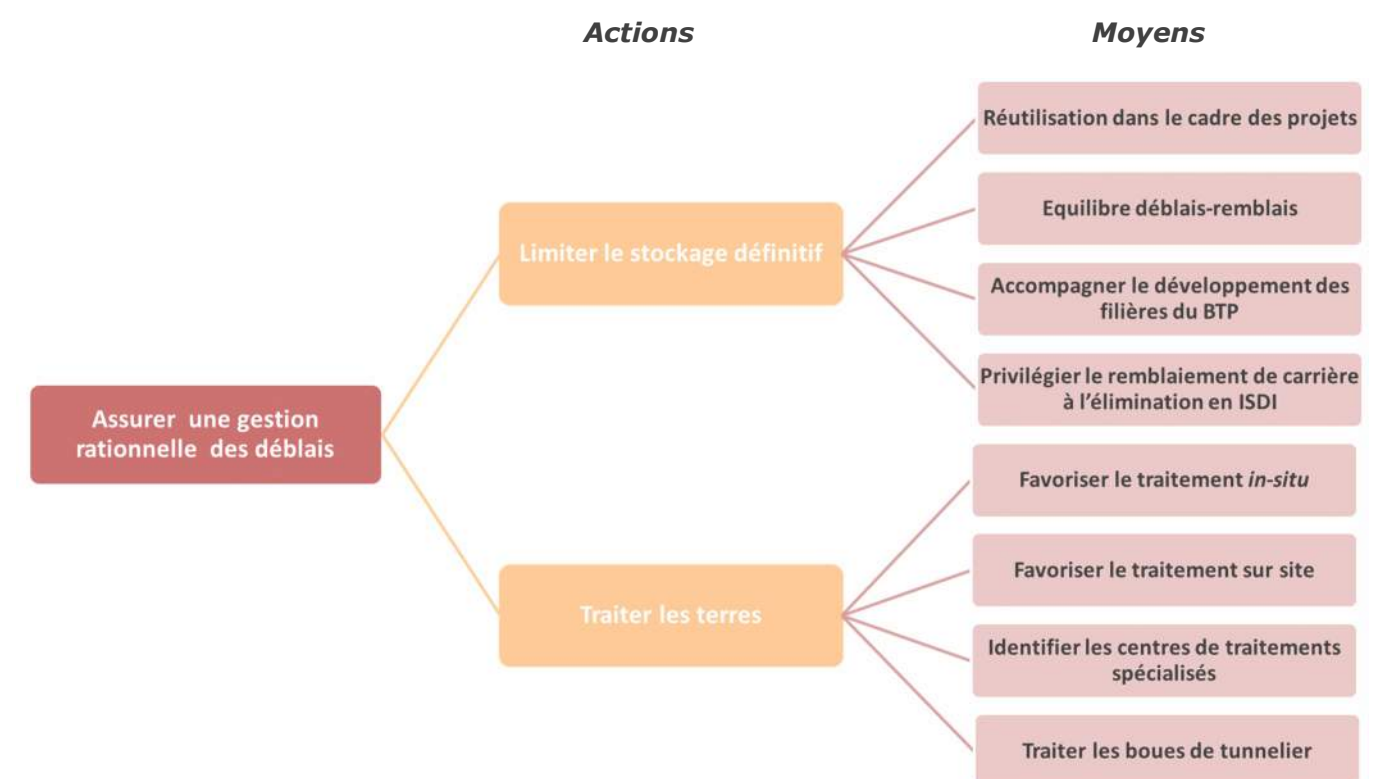 Actions
Moyens
Réutilisation dans le cadre des projets
Equilibre déblais-remblais
Limiter le stockage définitif
Accompagner le développement des
filières du BTP
Privilégier le remblaiement de carrière
à l'élimination en ISDI
Assurer une gestion
rationnelle des déblais
Favoriser le traitement in-situ
Favoriser le traitement sur site
Traiter les terres
Identifier les centres de traitements
spécialisés
Traiter les boues de tunnelier